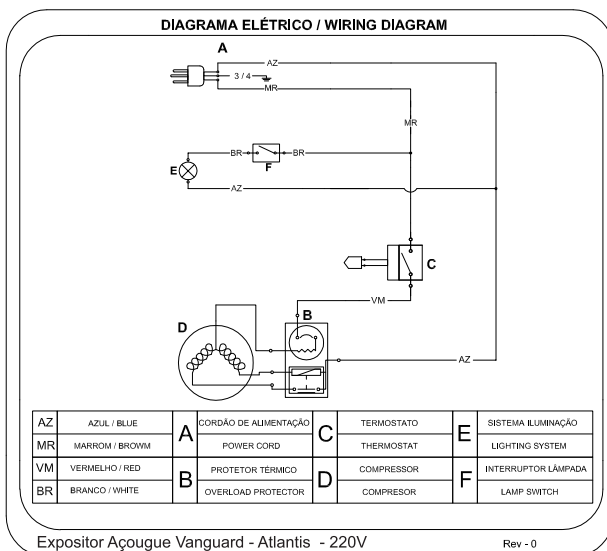 DIAGRAMA ELÉTRICO / WIRING DIAGRAM
A
AZ
3 / 4
MR
MR
BR
BR
E
F
AZ
C
VM
B
D
AZ
AZ
AZUL / BLUE
MR
MARROM / BROWM
VM
VERMELHO / RED
BR
BRANCO / WHITE
A
CORDÃO DE ALIMENTAÇÃO
POWER CORD
B
PROTETOR TÉRMICO
OVERLOAD PROTECTOR
C
TERMOSTATO
THERMOSTAT
D
COMPRESSOR
COMPRESOR
E
SISTEMA ILUMINAÇÃO
LIGHTING SYSTEM
F
INTERRUPTOR LÂMPADA
LAMP SWITCH
Expositor Açougue Vanguard - Atlantis - 220V
Rev - 0